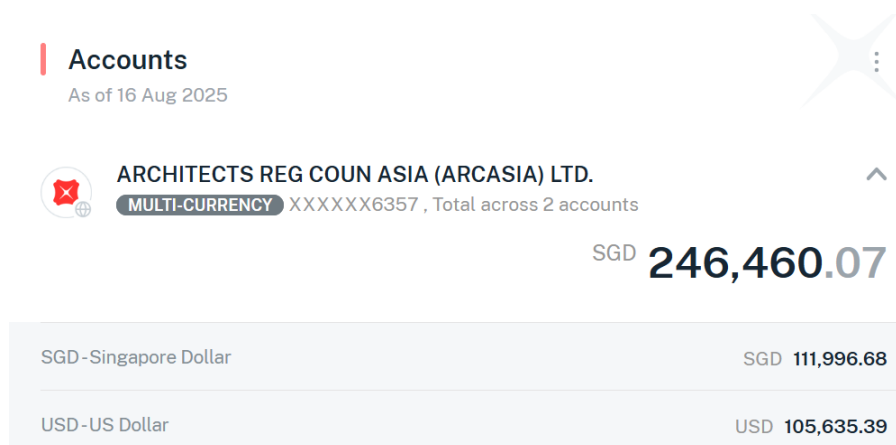 Accounts
As of 16 Aug 2025
ARCHITECTS REG COUN ASIA (ARCASIA) LTD.
MULTI-CURRENCY XXXXXX6357 , Total across 2 accounts
SGD 246,460.07
SGD - Singapore Dollar SGD 111,996.68
USD - US Dollar USD 105,635.39